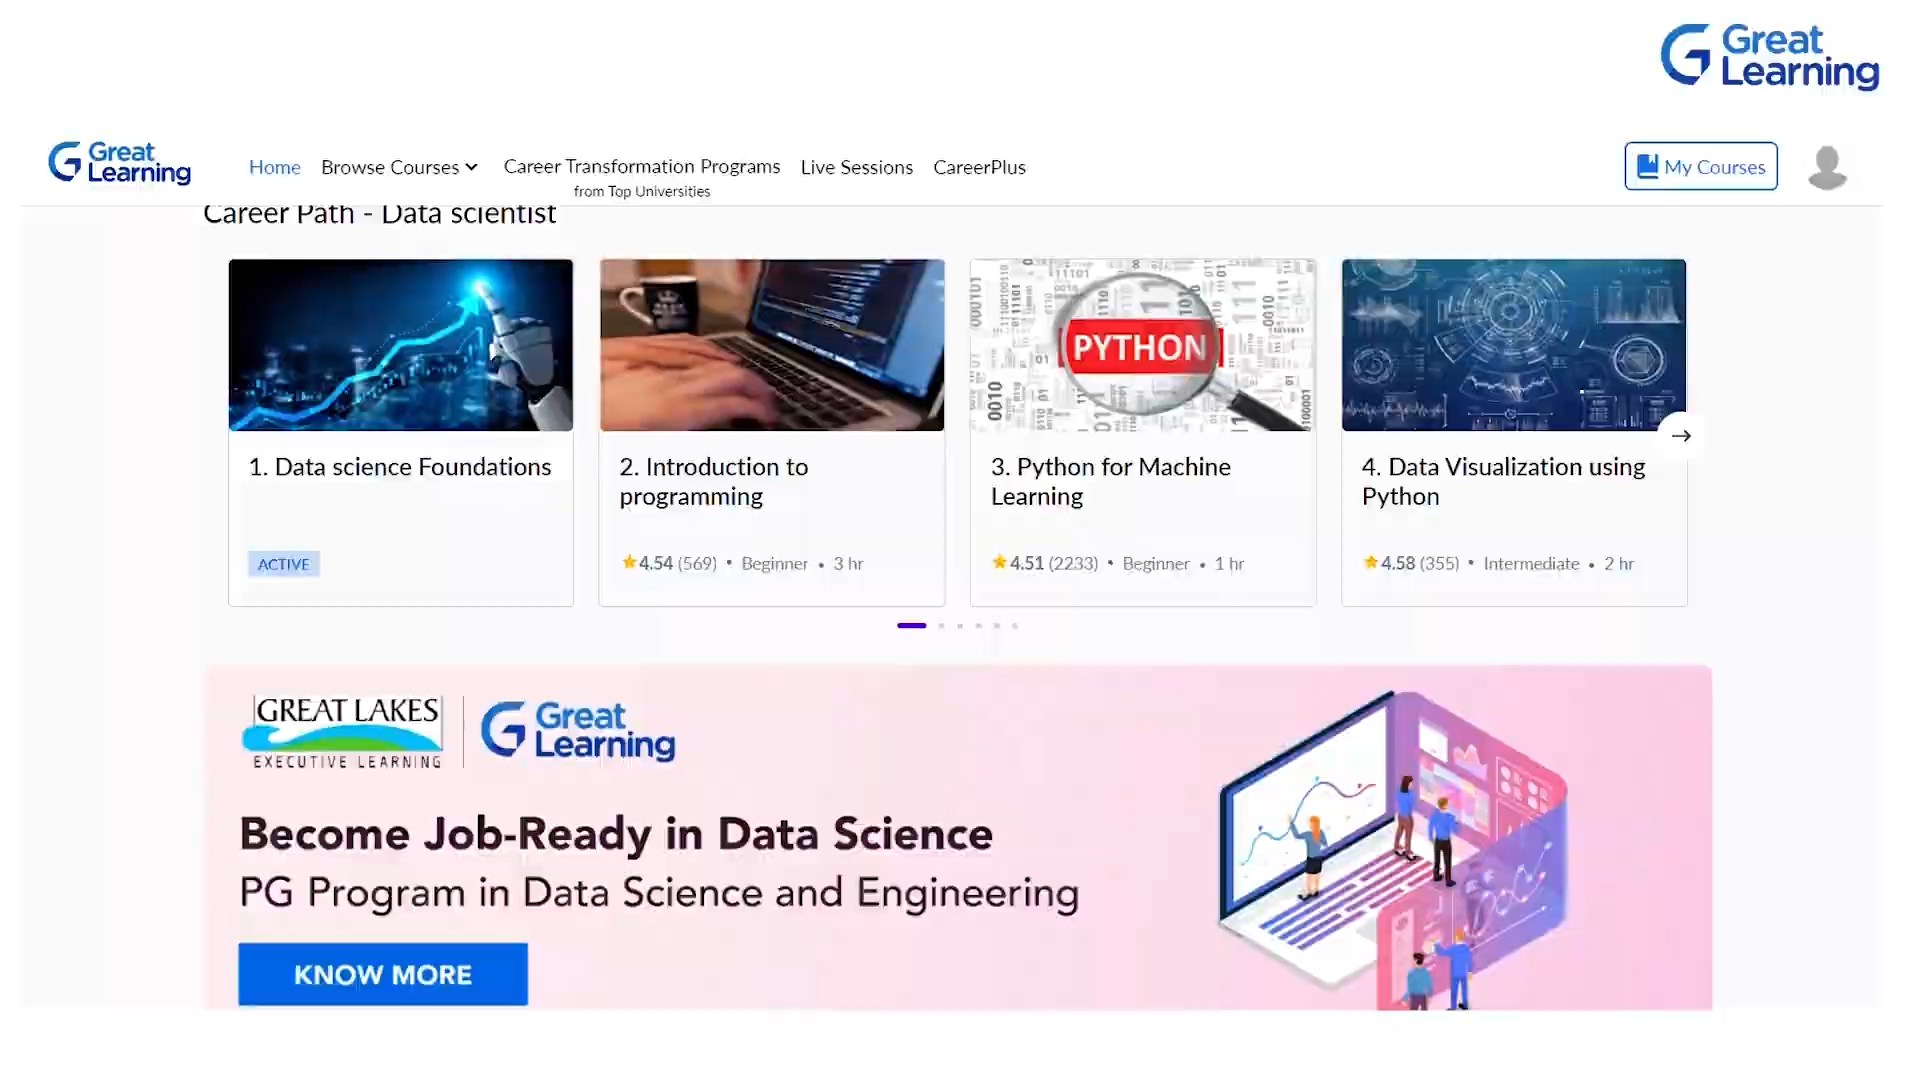 Great
Learning
Great
Learning
Home
Browse Courses
Career Transformation Programs
from Top Universities
Live Sessions
CareerPlus
My Courses
Career Path - Data scientist
PYTHON
1. Data science Foundations
ACTIVE
2. Introduction to
programming
4.54 (569) • Beginner • 3 hr
3. Python for Machine
Learning
4.51 (2233) • Beginner • 1 hr
4. Data Visualization using
Python
4.58 (355) • Intermediate • 2 hr
GREAT LAKES
EXECUTIVE LEARNING
Great
Learning
Become Job-Ready in Data Science
PG Program in Data Science and Engineering
KNOW MORE